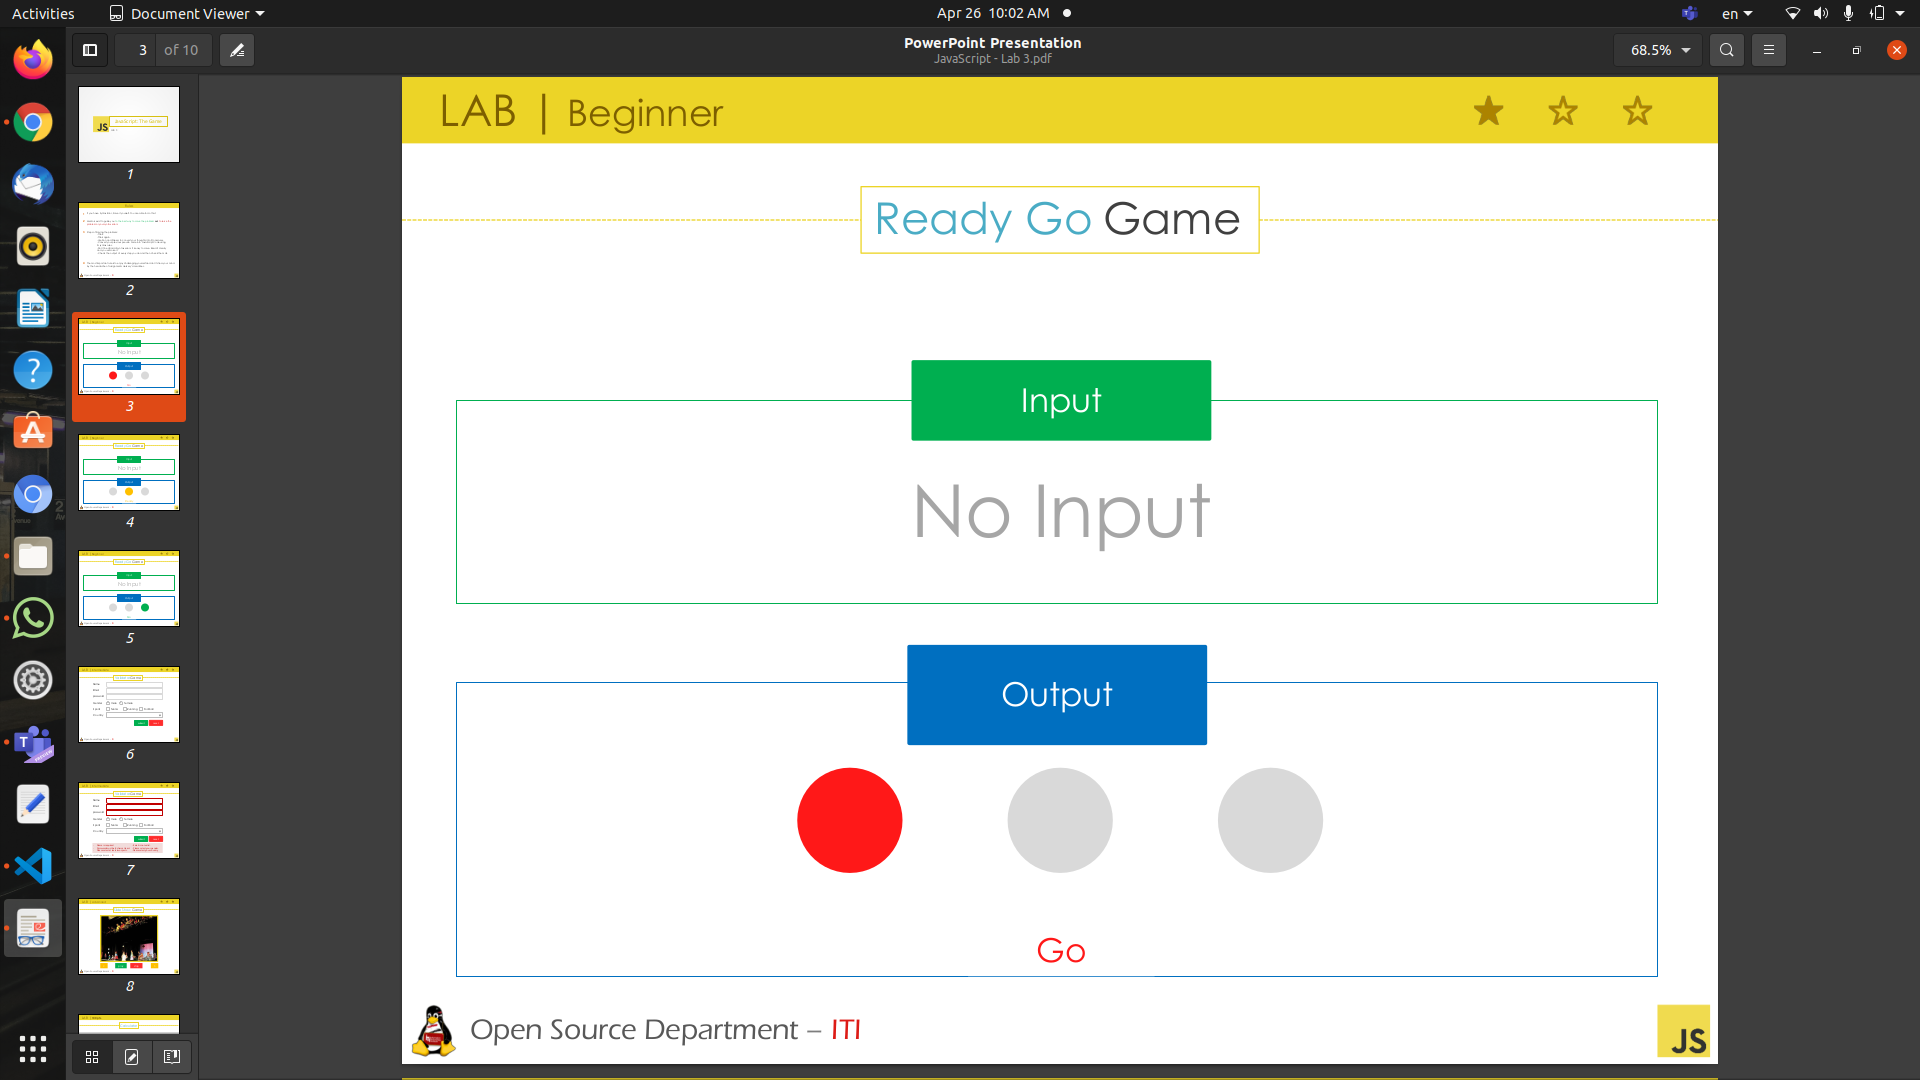 Activities
Document Viewer
Apr 26 10:02 AM
en
3
of 10
PowerPoint Presentation
JavaScript - Lab 3.pdf
68.5%
1
2
3
4
5
6
7
8
LAB | Beginner
Ready Go Game
Input
No Input
Output
Go
Open Source Department – ITI
JS